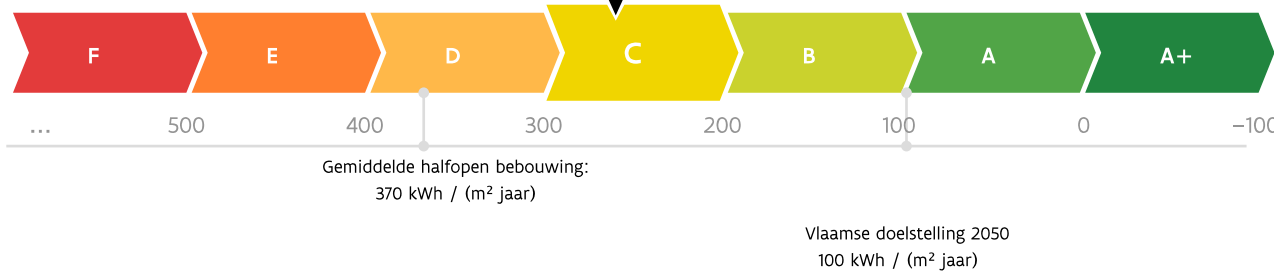 F E D C B A A+
... 500 400 300 200 100 0 −100
Gemiddelde halfopen bebouwing:
370 kWh / (m² jaar)
Vlaamse doelstelling 2050
100 kWh / (m² jaar)